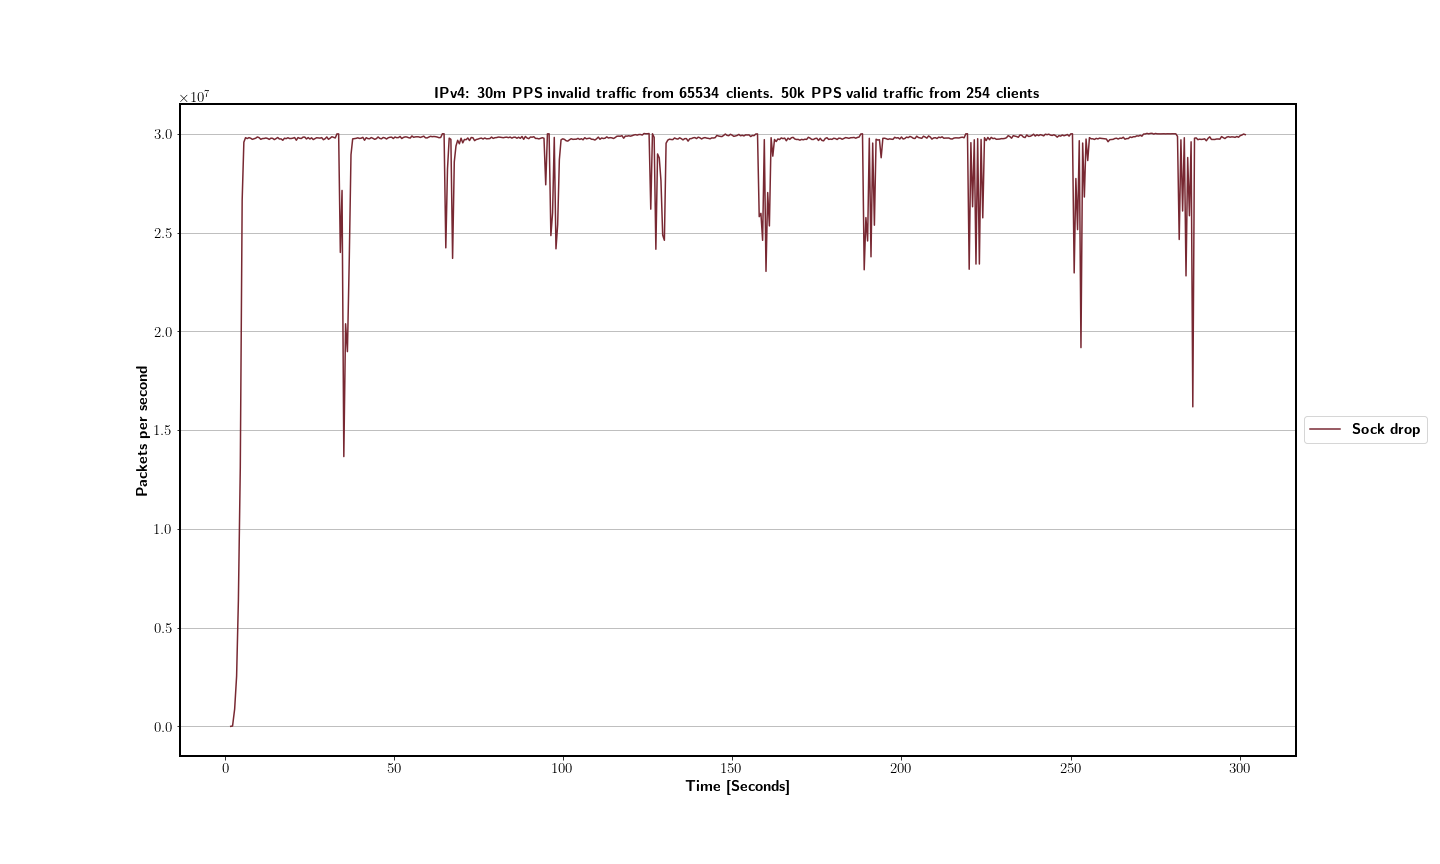 IPv4: 30m PPS invalid traffic from 65534 clients. 50k PPS valid traffic from 254 clients
×10⁷
3.0
2.5
2.0
1.5
1.0
0.5
0.0
Packets per second
0 50 100 150 200 250 300
Time [Seconds]
Sock drop